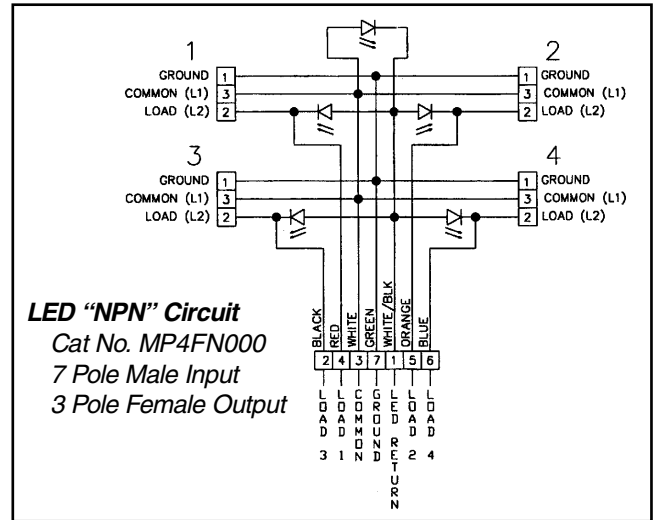 1
2
GROUND 1
1 GROUND
COMMON (L1) 3
3 COMMON (L1)
LOAD (L2) 2
2 LOAD (L2)
3
4
GROUND 1
1 GROUND
COMMON (L1) 3
3 COMMON (L1)
LOAD (L2) 2
2 LOAD (L2)
LED “NPN” Circuit
Cat No. MP4FN000
7 Pole Male Input
3 Pole Female Output
BLACK
RED
WHITE
GREEN
WHITE/BLK
ORANGE
BLUE
2 4 3 7 1 5 6
LOAD 3
LOAD 1
COMMON
GROUND
LED RETURN
LOAD 2
LOAD 4